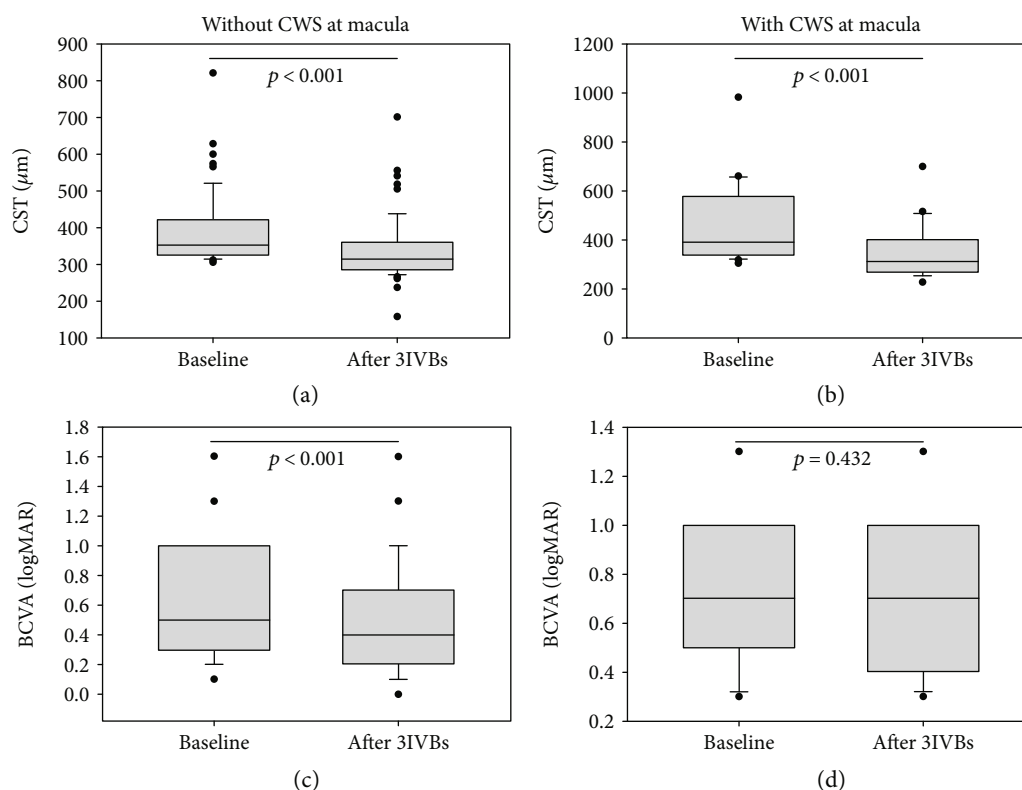 Without CWS at macula
900
800
700
600
500
400
300
200
100
CST (μm)
p < 0.001
Baseline
After 3IVBs
(a)
With CWS at macula
1200
1000
800
600
400
200
0
CST (μm)
p < 0.001
Baseline
After 3IVBs
(b)
1.8
1.6
1.4
1.2
1.0
0.8
0.6
0.4
0.2
0.0
BCVA (logMAR)
p < 0.001
Baseline
After 3IVBs
(c)
1.4
1.2
1.0
0.8
0.6
0.4
0.2
BCVA (logMAR)
p = 0.432
Baseline
After 3IVBs
(d)